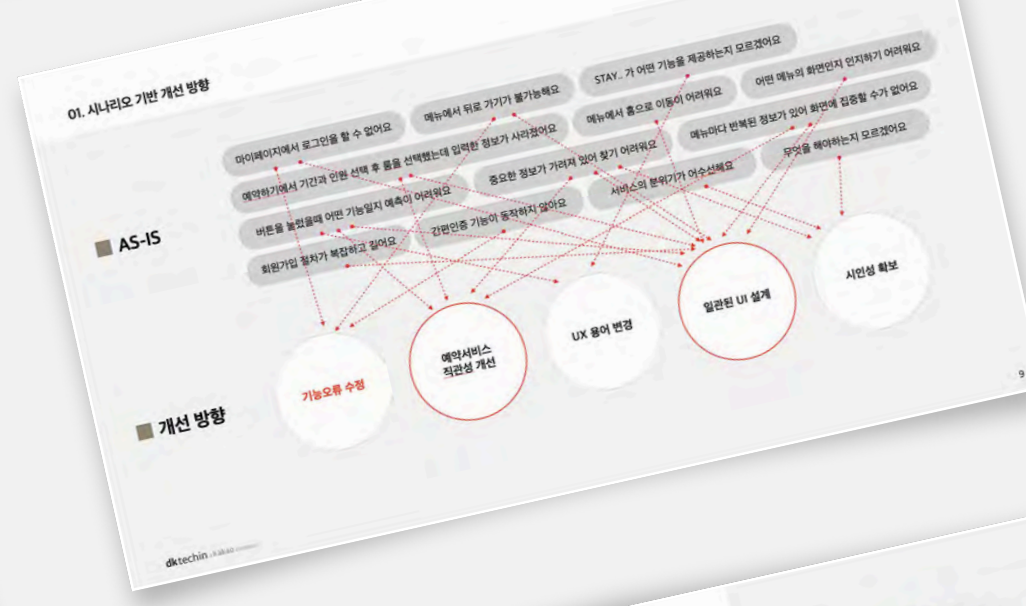 01. 시나리오 기반 개선 방향
AS-IS
마이페이지에서 로그인을 할 수 없어요
메뉴에서 뒤로 가기가 불가능해요
STAY.. 가 어떤 기능을 제공하는지 모르겠어요
예약하기에서 기간과 인원 선택 후 룸을 선택했는데 입력한 정보가 사라졌어요
메뉴에서 홈으로 이동이 어려워요
어떤 메뉴의 화면인지 인지하기 어려워요
버튼을 눌렀을때 어떤 기능일지 예측이 어려워요
중요한 정보가 가려져 있어 찾기 어려워요
메뉴마다 반복된 정보가 있어 화면에 집중할 수가 없어요
회원가입 절차가 복잡하고 길어요
간편인증 기능이 동작하지 않아요
서비스의 분위기가 어수선해요
무엇을 해야하는지 모르겠어요
개선 방향
기능오류 수정
예약서비스
직관성 개선
UX 용어 변경
일관된 UI 설계
시인성 확보
dktechin
9